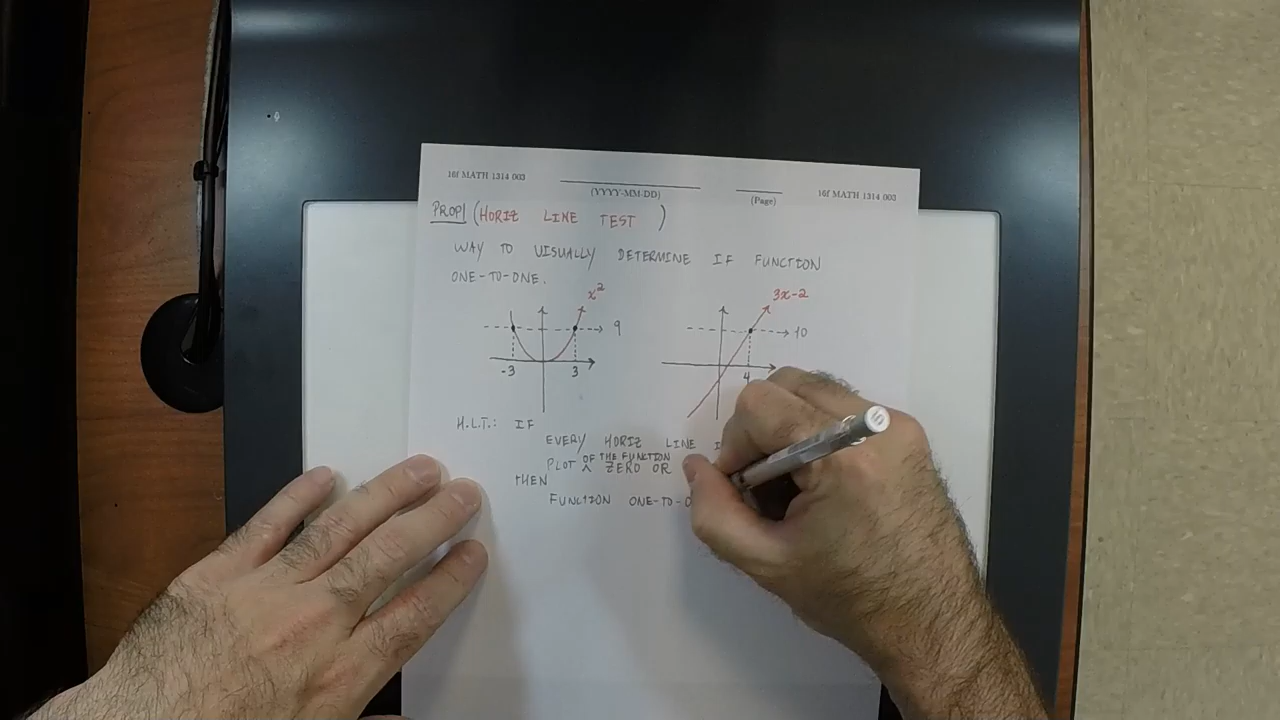 16f MATH 1314 003
(YYYY-MM-DD)
(Page)
16f MATH 1314 003
PROP (HORIZ LINE TEST)
WAY TO VISUALLY DETERMINE IF FUNCTION
ONE-TO-ONE.
x²
9
-3 3
3x-2
10
4
H.L.T.: IF
EVERY HORIZ LINE
OF THE FUNCTION
PLOT ^ ZERO OR
THEN
FUNCTION ONE-TO-